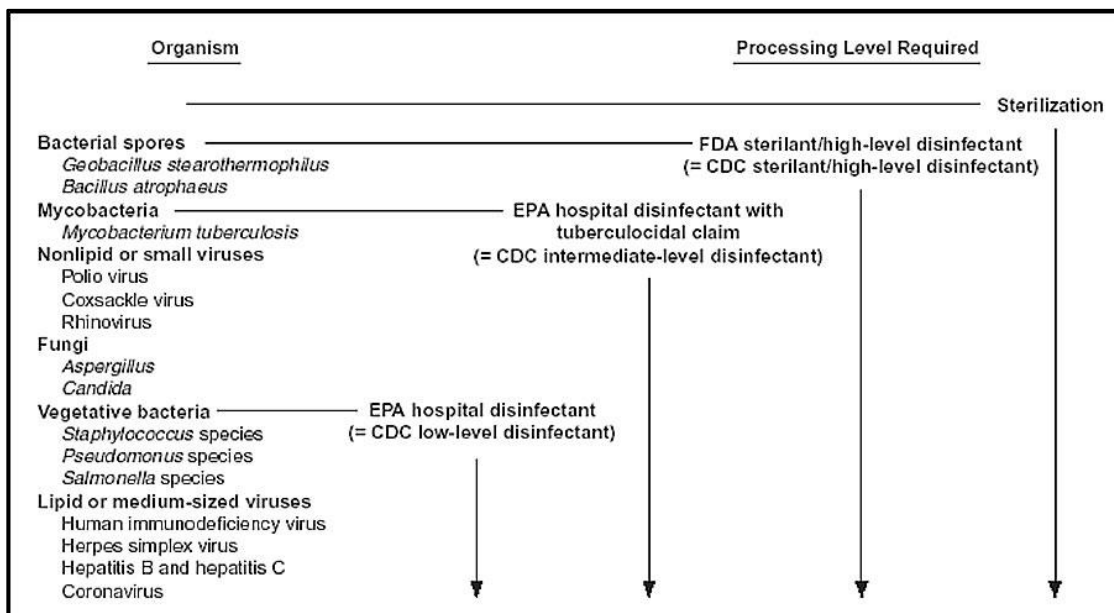 Organism
Processing Level Required
Sterilization
Bacterial spores
FDA sterilant/high-level disinfectant
Geobacillus stearothermophilus
(= CDC sterilant/high-level disinfectant)
Bacillus atrophaeus
Mycobacteria
EPA hospital disinfectant with
Mycobacterium tuberculosis
tuberculocidal claim
Nonlipid or small viruses
(= CDC intermediate-level disinfectant)
Polio virus
Coxsackle virus
Rhinovirus
Fungi
Aspergillus
Candida
Vegetative bacteria
EPA hospital disinfectant
Staphylococcus species
(= CDC low-level disinfectant)
Pseudomonus species
Salmonella species
Lipid or medium-sized viruses
Human immunodeficiency virus
Herpes simplex virus
Hepatitis B and hepatitis C
Coronavirus